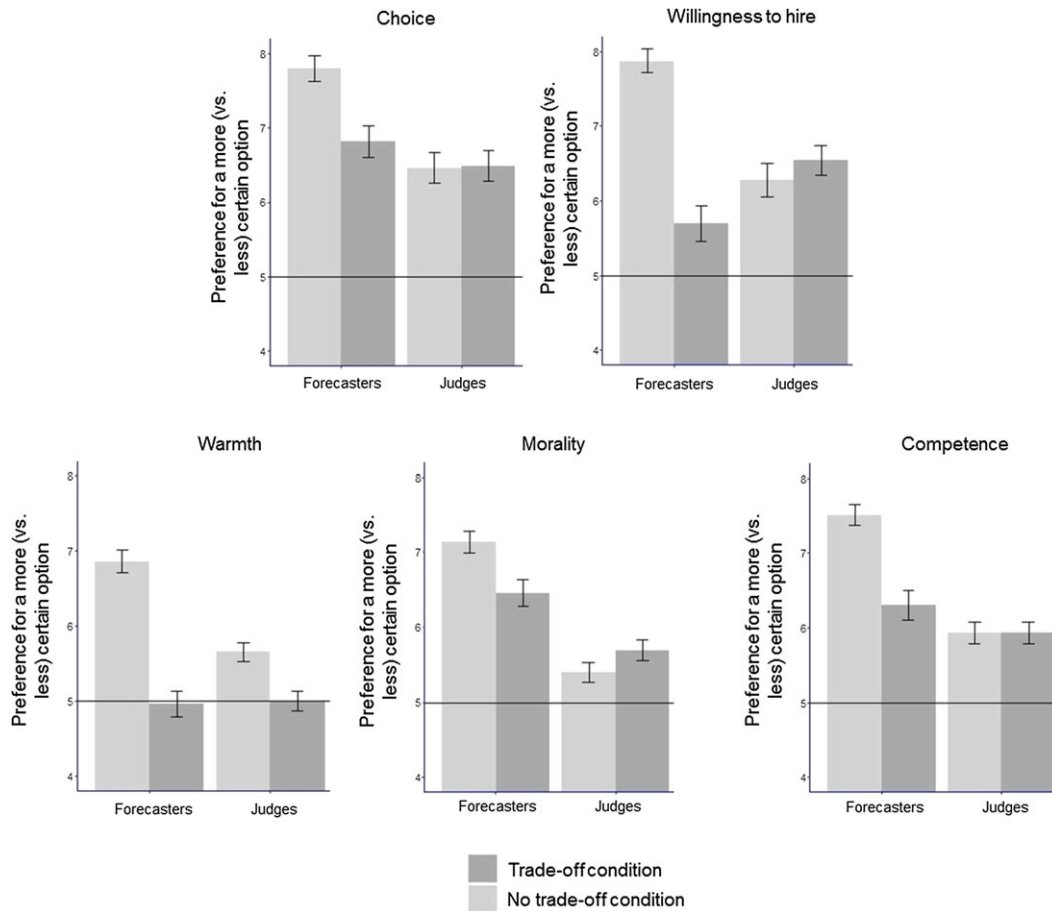 Choice
Preference for a more (vs.
less) certain option
8
7
6
5
4
Forecasters
Judges
Willingness to hire
Preference for a more (vs.
less) certain option
8
7
6
5
4
Forecasters
Judges
Warmth
Preference for a more (vs.
less) certain option
8
7
6
5
4
Forecasters
Judges
Morality
Preference for a more (vs.
less) certain option
8
7
6
5
4
Forecasters
Judges
Competence
Preference for a more (vs.
less) certain option
8
7
6
5
4
Forecasters
Judges
Trade-off condition
No trade-off condition